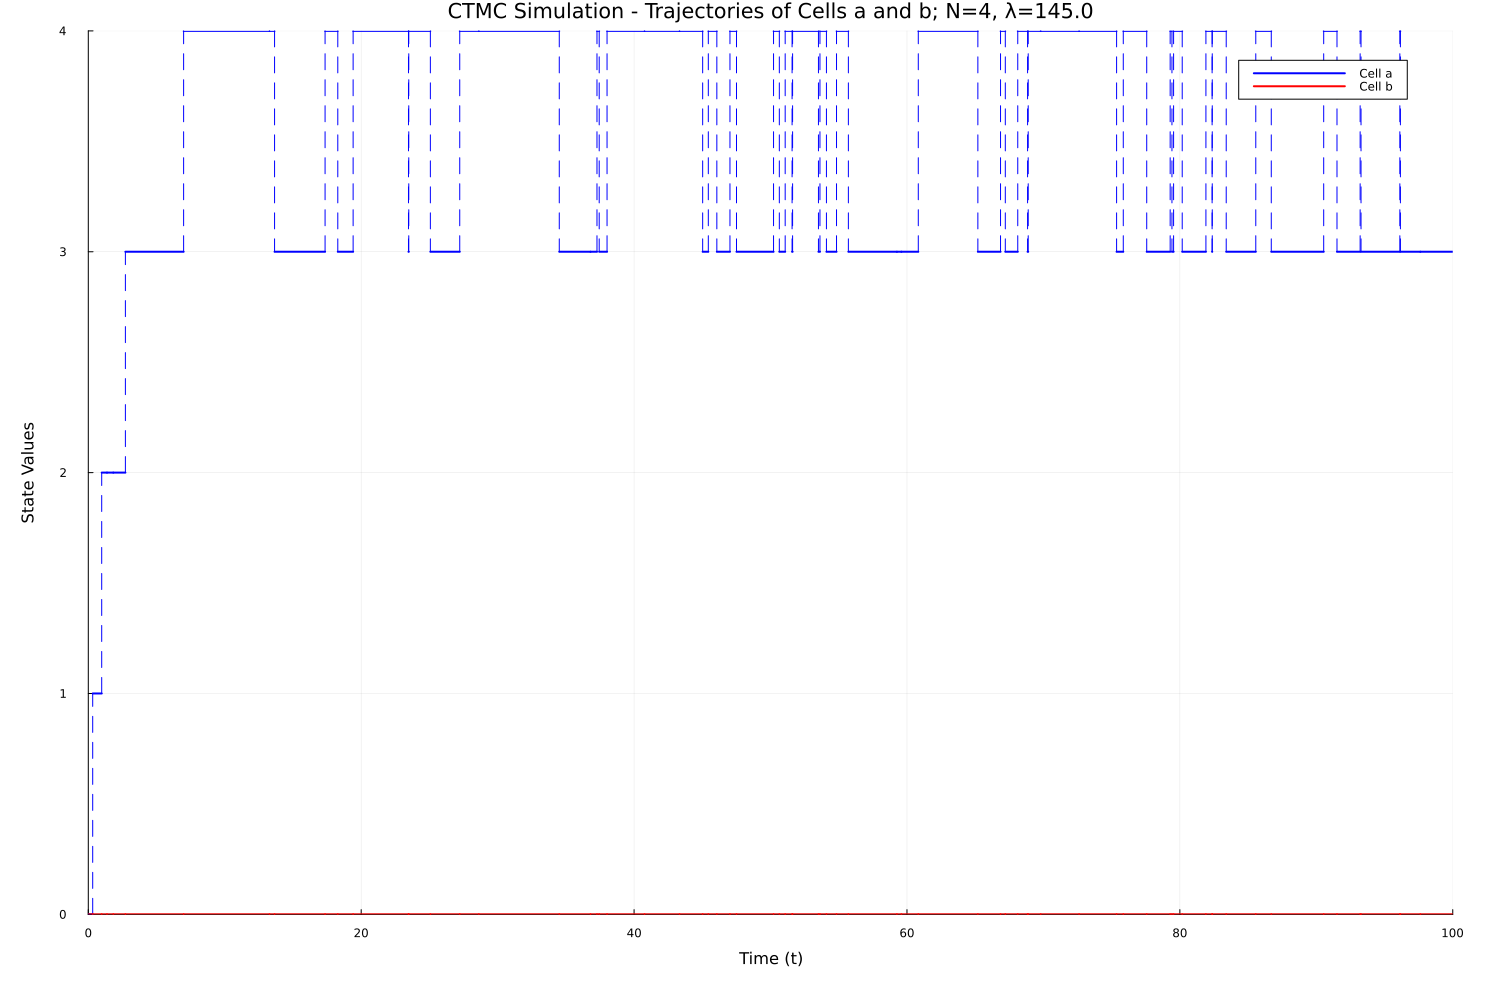 CTMC Simulation - Trajectories of Cells a and b; N=4, λ=145.0
4
Cell a
Cell b
3
State Values
2
1
0
0 20 40 60 80 100
Time (t)